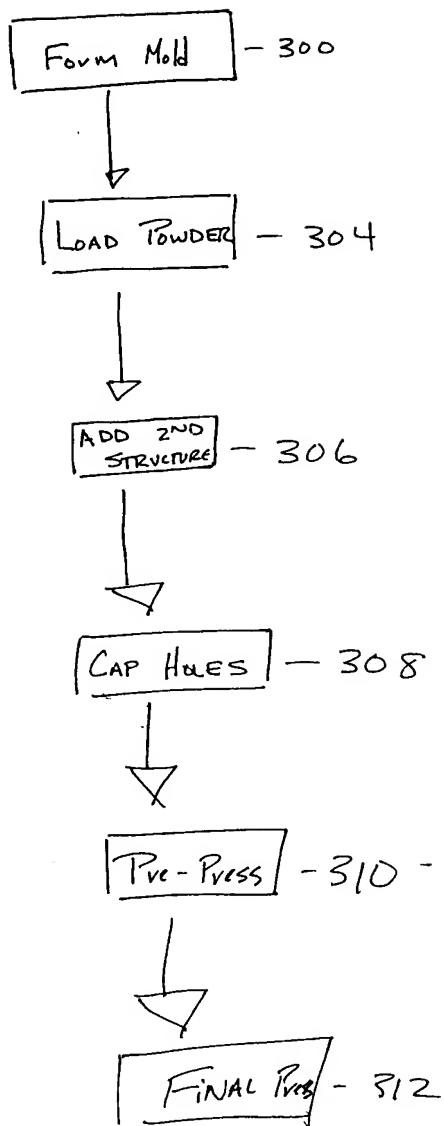 Form Mold - 300
LOAD POWDER - 304
ADD 2ND
STRUCTURE - 306
CAP HOLES - 308
Pre-Press - 310 -
FINAL Press - 312